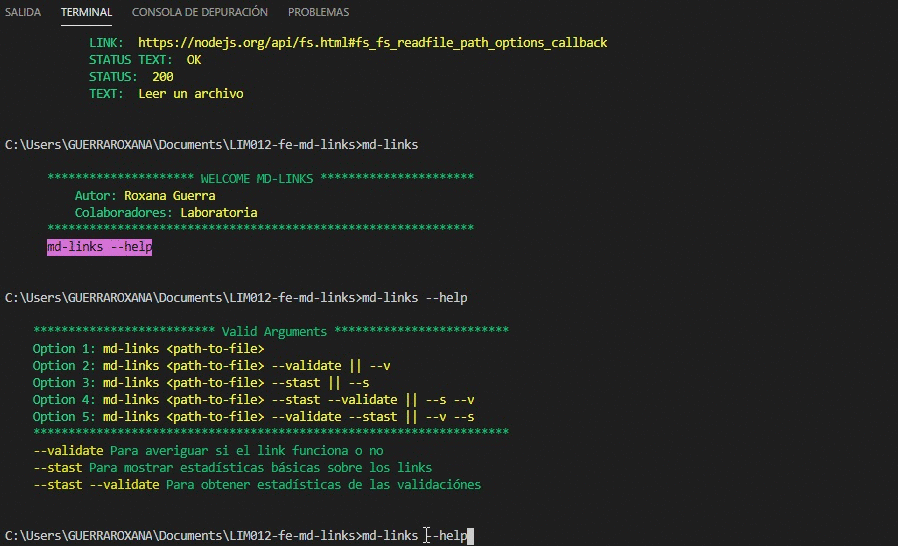 SALIDA TERMINAL CONSOLA DE DEPURACIÓN PROBLEMAS
LINK: https://nodejs.org/api/fs.html#fs_fs_readfile_path_options_callback
STATUS TEXT: OK
STATUS: 200
TEXT: Leer un archivo
C:\Users\GUERRAROXANA\Documents\LIM012-fe-md-links>md-links
********************* WELCOME MD-LINKS **********************
Autor: Roxana Guerra
Colaboradores: Laboratoria
*************************************************************
md-links --help
C:\Users\GUERRAROXANA\Documents\LIM012-fe-md-links>md-links --help
************************** Valid Arguments *************************
Option 1: md-links <path-to-file>
Option 2: md-links <path-to-file> --validate || --v
Option 3: md-links <path-to-file> --stast || --s
Option 4: md-links <path-to-file> --stast --validate || --s --v
Option 5: md-links <path-to-file> --validate --stast || --v --s
********************************************************************
--validate Para averiguar si el link funciona o no
--stast Para mostrar estadísticas básicas sobre los links
--stast --validate Para obtener estadísticas de las validaciónes
C:\Users\GUERRAROXANA\Documents\LIM012-fe-md-links>md-links --help